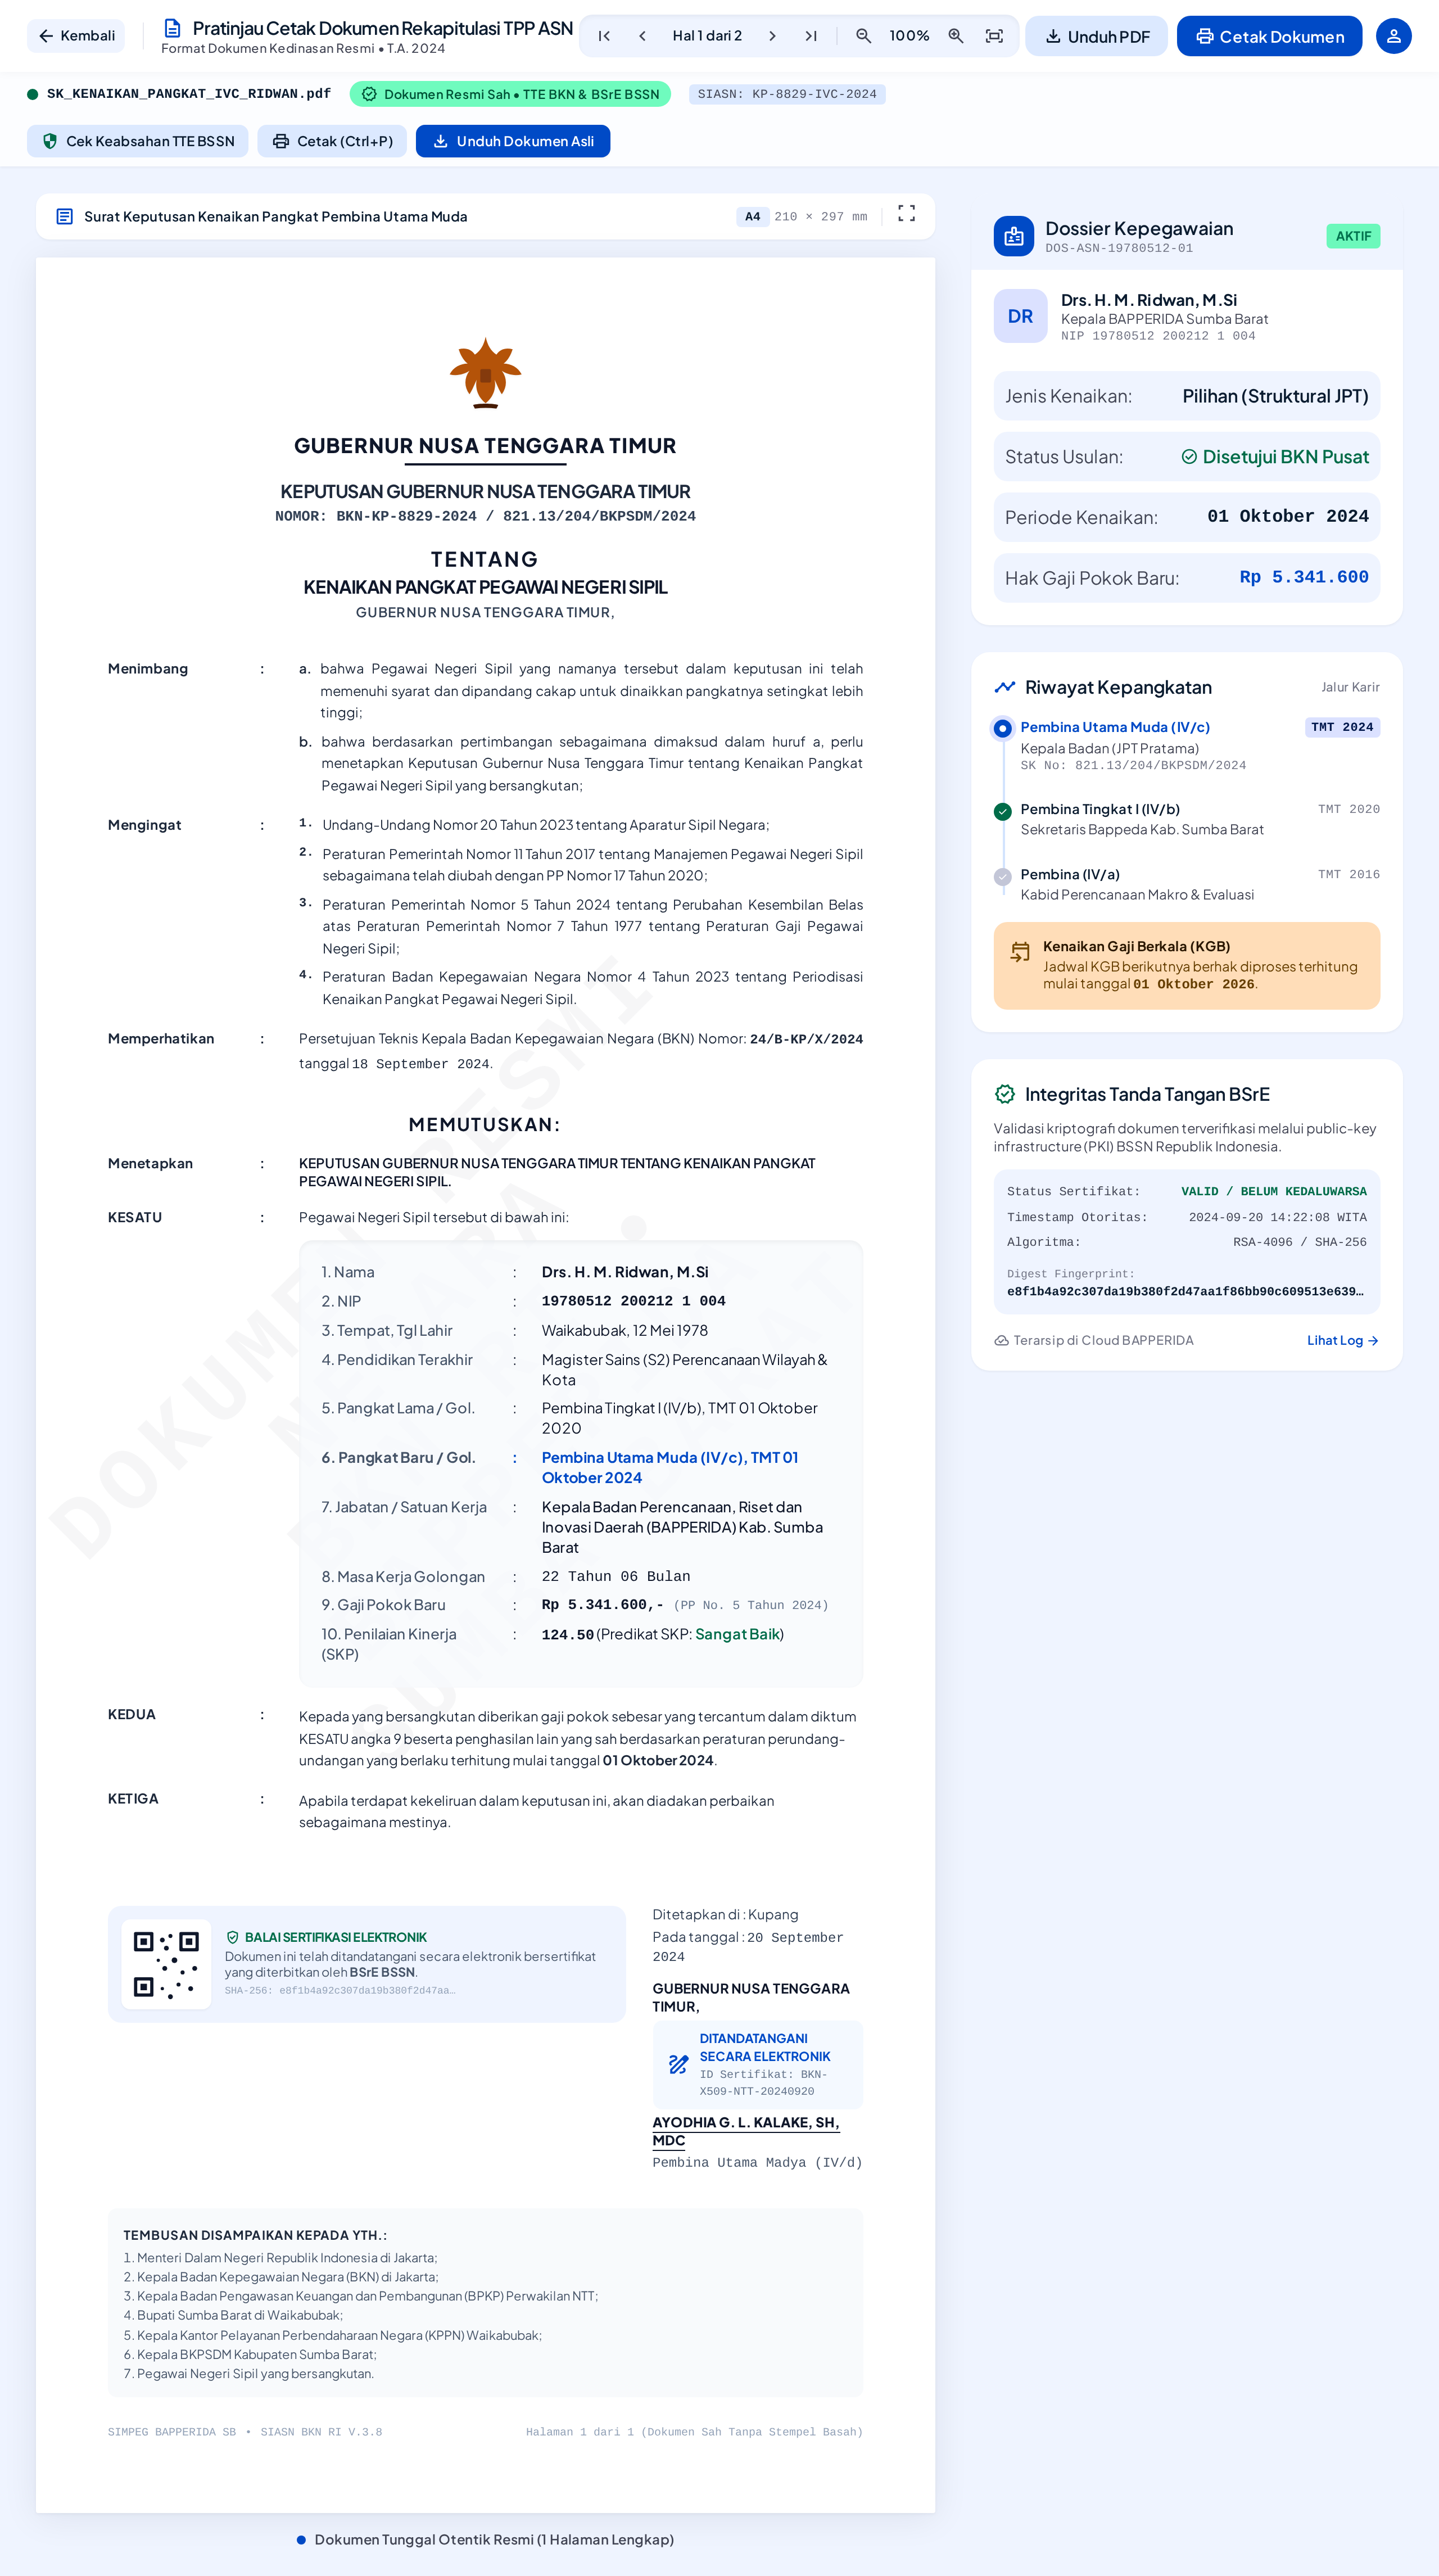 Kembali
Pratinjau Cetak Dokumen Rekapitulasi TPP ASN
Format Dokumen Kedinasan Resmi • T.A. 2024
Hal 1 dari 2
100%
Unduh PDF
Cetak Dokumen
SK_KENAIKAN_PANGKAT_IVC_RIDWAN.pdf
Dokumen Resmi Sah • TTE BKN & BSrE BSSN
SIASN: KP-8829-IVC-2024
Cek Keabsahan TTE BSSN
Cetak (Ctrl+P)
Unduh Dokumen Asli
Surat Keputusan Kenaikan Pangkat Pembina Utama Muda
A4 210 × 297 mm
GUBERNUR NUSA TENGGARA TIMUR
KEPUTUSAN GUBERNUR NUSA TENGGARA TIMUR
NOMOR: BKN-KP-8829-2024 / 821.13/204/BKPSDM/2024
TENTANG
KENAIKAN PANGKAT PEGAWAI NEGERI SIPIL
GUBERNUR NUSA TENGGARA TIMUR,
Menimbang : a. bahwa Pegawai Negeri Sipil yang namanya tersebut dalam keputusan ini telah
memenuhi syarat dan dipandang cakap untuk dinaikkan pangkatnya setingkat lebih
tinggi;
b. bahwa berdasarkan pertimbangan sebagaimana dimaksud dalam huruf a, perlu
menetapkan Keputusan Gubernur Nusa Tenggara Timur tentang Kenaikan Pangkat
Pegawai Negeri Sipil yang bersangkutan;
Mengingat : 1. Undang-Undang Nomor 20 Tahun 2023 tentang Aparatur Sipil Negara;
2. Peraturan Pemerintah Nomor 11 Tahun 2017 tentang Manajemen Pegawai Negeri Sipil
sebagaimana telah diubah dengan PP Nomor 17 Tahun 2020;
3. Peraturan Pemerintah Nomor 5 Tahun 2024 tentang Perubahan Kesembilan Belas
atas Peraturan Pemerintah Nomor 7 Tahun 1977 tentang Peraturan Gaji Pegawai
Negeri Sipil;
4. Peraturan Badan Kepegawaian Negara Nomor 4 Tahun 2023 tentang Periodisasi
Kenaikan Pangkat Pegawai Negeri Sipil.
Memperhatikan : Persetujuan Teknis Kepala Badan Kepegawaian Negara (BKN) Nomor: 24/B-KP/X/2024
tanggal 18 September 2024.
MEMUTUSKAN:
Menetapkan : KEPUTUSAN GUBERNUR NUSA TENGGARA TIMUR TENTANG KENAIKAN PANGKAT
PEGAWAI NEGERI SIPIL.
KESATU : Pegawai Negeri Sipil tersebut di bawah ini:
1. Nama : Drs. H. M. Ridwan, M.Si
2. NIP : 19780512 200212 1 004
3. Tempat, Tgl Lahir : Waikabubak, 12 Mei 1978
4. Pendidikan Terakhir : Magister Sains (S2) Perencanaan Wilayah &
Kota
5. Pangkat Lama / Gol. : Pembina Tingkat I (IV/b), TMT 01 Oktober
2020
6. Pangkat Baru / Gol. : Pembina Utama Muda (IV/c), TMT 01
Oktober 2024
7. Jabatan / Satuan Kerja : Kepala Badan Perencanaan, Riset dan
Inovasi Daerah (BAPPERIDA) Kab. Sumba
Barat
8. Masa Kerja Golongan : 22 Tahun 06 Bulan
9. Gaji Pokok Baru : Rp 5.341.600,- (PP No. 5 Tahun 2024)
10. Penilaian Kinerja : 124.50 (Predikat SKP: Sangat Baik)
(SKP)
KEDUA : Kepada yang bersangkutan diberikan gaji pokok sebesar yang tercantum dalam diktum
KESATU angka 9 beserta penghasilan lain yang sah berdasarkan peraturan perundang-
undangan yang berlaku terhitung mulai tanggal 01 Oktober 2024.
KETIGA : Apabila terdapat kekeliruan dalam keputusan ini, akan diadakan perbaikan
sebagaimana mestinya.
BALAI SERTIFIKASI ELEKTRONIK
Dokumen ini telah ditandatangani secara elektronik bersertifikat
yang diterbitkan oleh BSrE BSSN.
SHA-256: e8f1b4a92c307da19b380f2d47aa…
Ditetapkan di : Kupang
Pada tanggal : 20 September
2024
GUBERNUR NUSA TENGGARA
TIMUR,
DITANDATANGANI
SECARA ELEKTRONIK
ID Sertifikat: BKN-
X509-NTT-20240920
AYODHIA G. L. KALAKE, SH,
MDC
Pembina Utama Madya (IV/d)
TEMBUSAN DISAMPAIKAN KEPADA YTH.:
1. Menteri Dalam Negeri Republik Indonesia di Jakarta;
2. Kepala Badan Kepegawaian Negara (BKN) di Jakarta;
3. Kepala Badan Pengawasan Keuangan dan Pembangunan (BPKP) Perwakilan NTT;
4. Bupati Sumba Barat di Waikabubak;
5. Kepala Kantor Pelayanan Perbendaharaan Negara (KPPN) Waikabubak;
6. Kepala BKPSDM Kabupaten Sumba Barat;
7. Pegawai Negeri Sipil yang bersangkutan.
SIMPEG BAPPERIDA SB • SIASN BKN RI V.3.8
Halaman 1 dari 1 (Dokumen Sah Tanpa Stempel Basah)
Dokumen Tunggal Otentik Resmi (1 Halaman Lengkap)
DOKUMEN RESMI
Dossier Kepegawaian
DOS-ASN-19780512-01
AKTIF
DR
Drs. H. M. Ridwan, M.Si
Kepala BAPPERIDA Sumba Barat
NIP 19780512 200212 1 004
Jenis Kenaikan: Pilihan (Struktural JPT)
Status Usulan: Disetujui BKN Pusat
Periode Kenaikan: 01 Oktober 2024
Hak Gaji Pokok Baru: Rp 5.341.600
Riwayat Kepangkatan
Jalur Karir
Pembina Utama Muda (IV/c) TMT 2024
Kepala Badan (JPT Pratama)
SK No: 821.13/204/BKPSDM/2024
Pembina Tingkat I (IV/b) TMT 2020
Sekretaris Bappeda Kab. Sumba Barat
Pembina (IV/a) TMT 2016
Kabid Perencanaan Makro & Evaluasi
Kenaikan Gaji Berkala (KGB)
Jadwal KGB berikutnya berhak diproses terhitung
mulai tanggal 01 Oktober 2026.
Integritas Tanda Tangan BSrE
Validasi kriptografi dokumen terverifikasi melalui public-key
infrastructure (PKI) BSSN Republik Indonesia.
Status Sertifikat: VALID / BELUM KEDALUWARSA
Timestamp Otoritas: 2024-09-20 14:22:08 WITA
Algoritma: RSA-4096 / SHA-256
Digest Fingerprint:
e8f1b4a92c307da19b380f2d47aa1f86bb90c609513e639…
Terarsip di Cloud BAPPERIDA
Lihat Log →